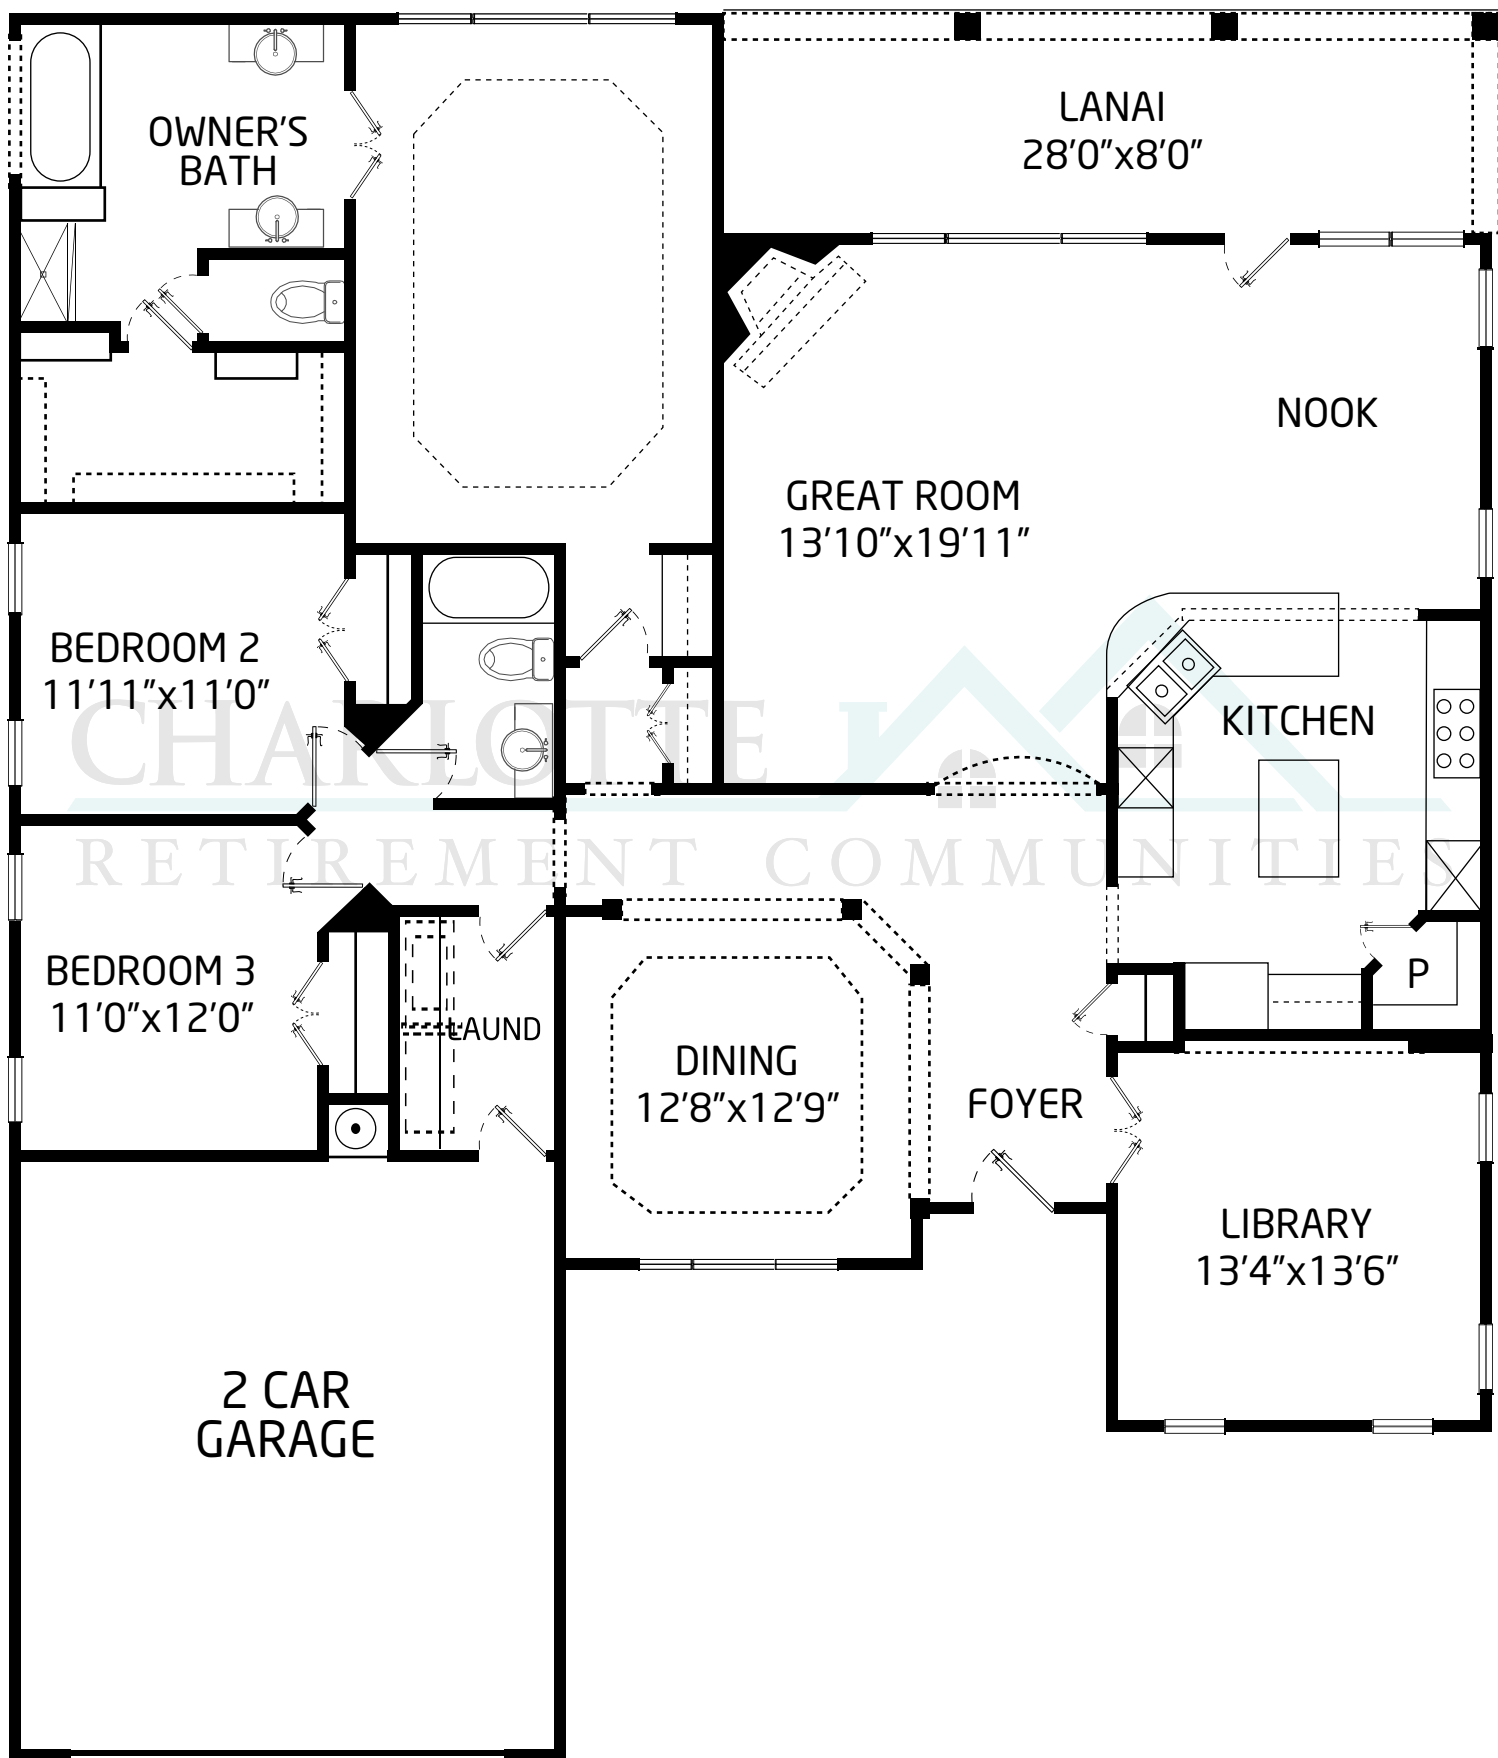 OWNER'S
BATH
LANAI
28'0"x8'0"
NOOK
GREAT ROOM
13'10"x19'11"
BEDROOM 2
11'11"x11'0"
KITCHEN
CHARLOTTE
RETIREMENT COMMUNITIES
BEDROOM 3
11'0"x12'0"
LAUND
P
DINING
12'8"x12'9"
FOYER
LIBRARY
13'4"x13'6"
2 CAR
GARAGE